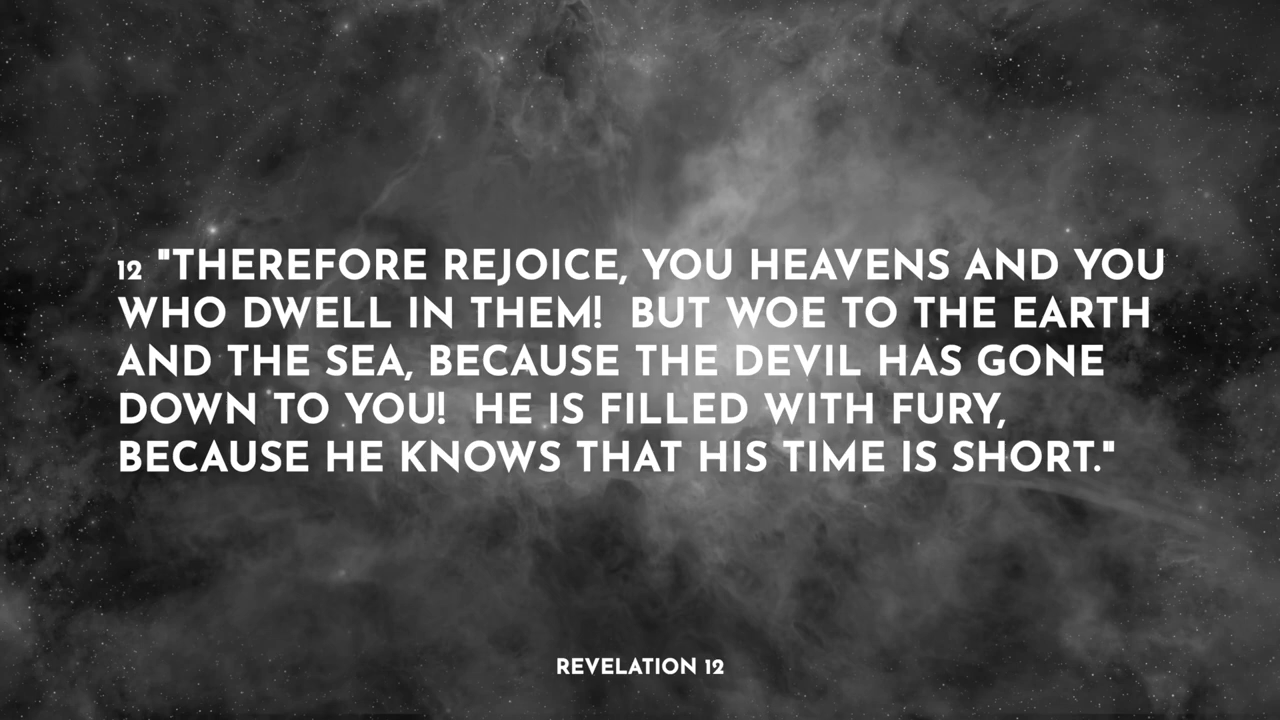 12 "THEREFORE REJOICE, YOU HEAVENS AND YOU
WHO DWELL IN THEM!  BUT WOE TO THE EARTH
AND THE SEA, BECAUSE THE DEVIL HAS GONE
DOWN TO YOU!  HE IS FILLED WITH FURY,
BECAUSE HE KNOWS THAT HIS TIME IS SHORT."
REVELATION 12